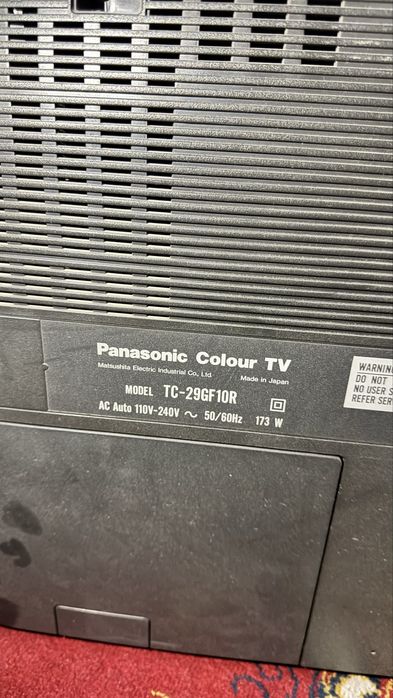 Panasonic Colour TV
Matsushita Electric Industrial Co., Ltd. Made in Japan
MODEL TC-29GF10R
AC Auto 110V-240V ~ 50/60Hz 173 W
WARNING
DO NOT
NO USER
REFER